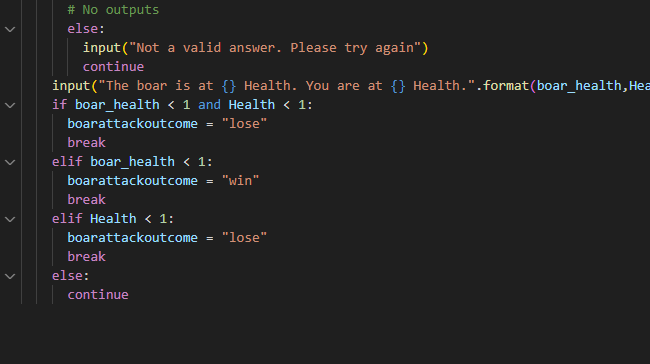 # No outputs
else:
input("Not a valid answer. Please try again")
continue
input("The boar is at {} Health. You are at {} Health.".format(boar_health,Hea
if boar_health < 1 and Health < 1:
boarattackoutcome = "lose"
break
elif boar_health < 1:
boarattackoutcome = "win"
break
elif Health < 1:
boarattackoutcome = "lose"
break
else:
continue